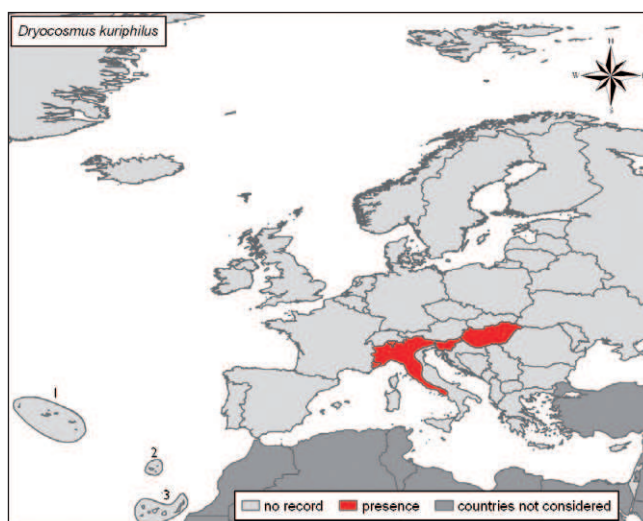 Dryocosmus kuriphilus
N
W
S
1
2
3
no record presence countries not considered